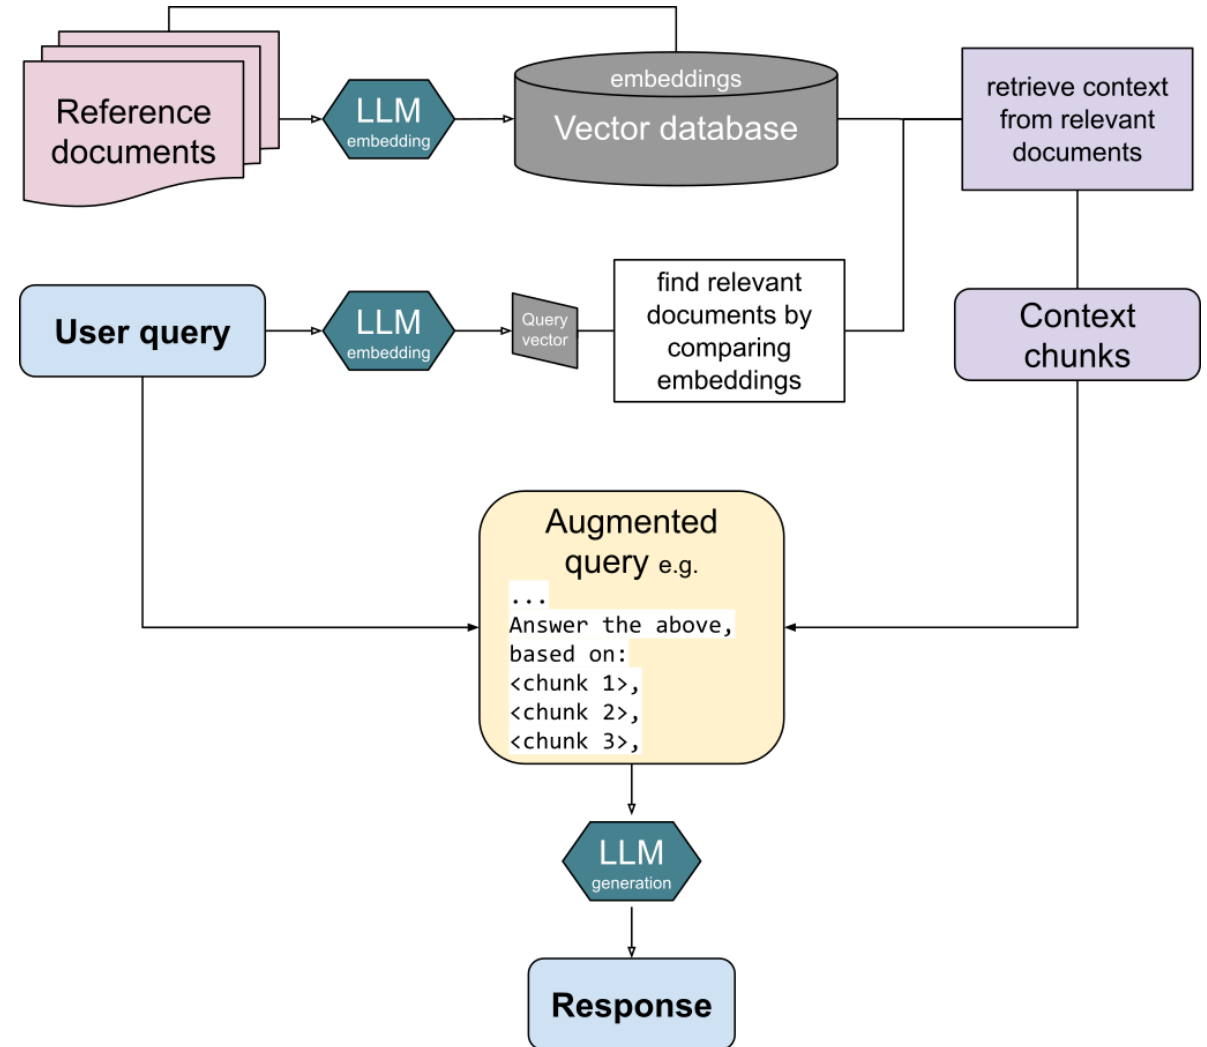 Reference
documents
LLM
embedding
embeddings
Vector database
retrieve context
from relevant
documents
User query
LLM
embedding
Query
vector
find relevant
documents by
comparing
embeddings
Context
chunks
Augmented
query e.g.
...
Answer the above,
based on:
<chunk 1>,
<chunk 2>,
<chunk 3>,
LLM
generation
Response